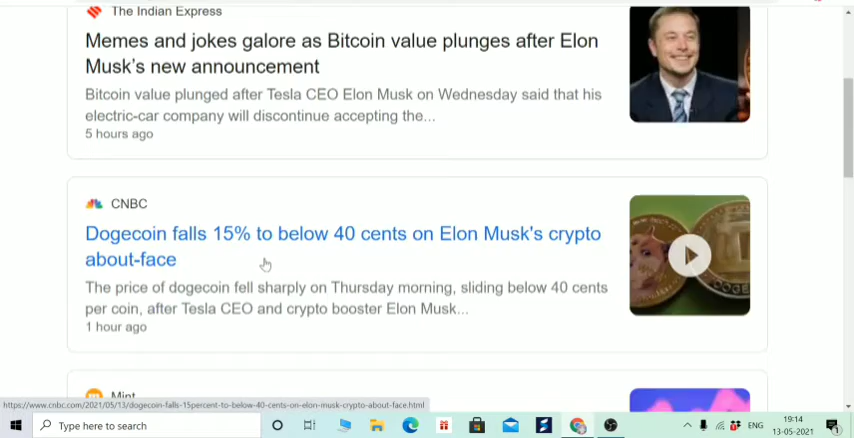 The Indian Express
Memes and jokes galore as Bitcoin value plunges after Elon
Musk's new announcement
Bitcoin value plunged after Tesla CEO Elon Musk on Wednesday said that his
electric-car company will discontinue accepting the...
5 hours ago
CNBC
Dogecoin falls 15% to below 40 cents on Elon Musk's crypto
about-face
The price of dogecoin fell sharply on Thursday morning, sliding below 40 cents
per coin, after Tesla CEO and crypto booster Elon Musk...
1 hour ago
Mint
https://www.cnbc.com/2021/05/13/dogecoin-falls-15percent-to-below-40-cents-on-elon-musk-crypto-about-face.html
Type here to search
ENG
19:14
13-05-2021